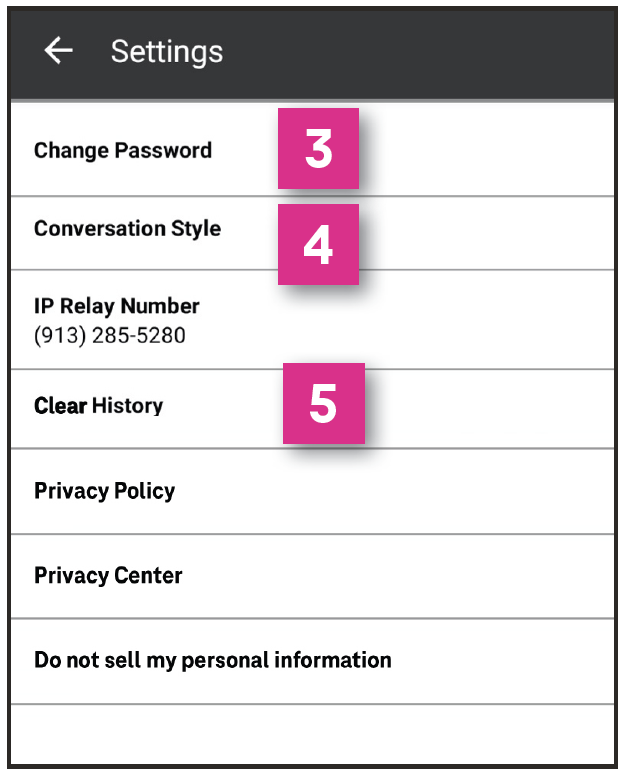 Settings
Change Password
3
Conversation Style
4
IP Relay Number
(913) 285-5280
Clear History
5
Privacy Policy
Privacy Center
Do not sell my personal information